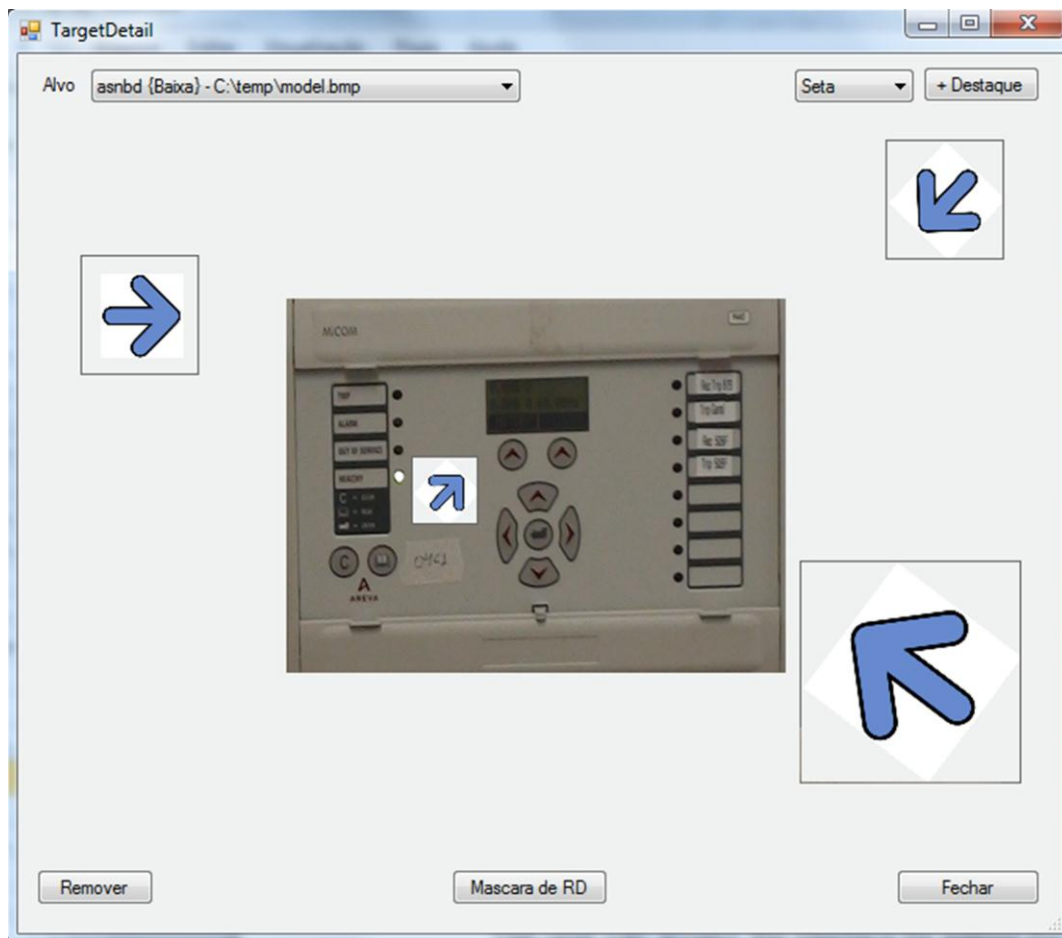 TargetDetail
Alvo
asnbd {Baixa} - C:\temp\model.bmp
Seta
+ Destaque
MiCOM
TRIP
ALARM
OUT OF SERVICE
HEALTHY
C
C
AREVA
Remover
Mascara de RD
Fechar